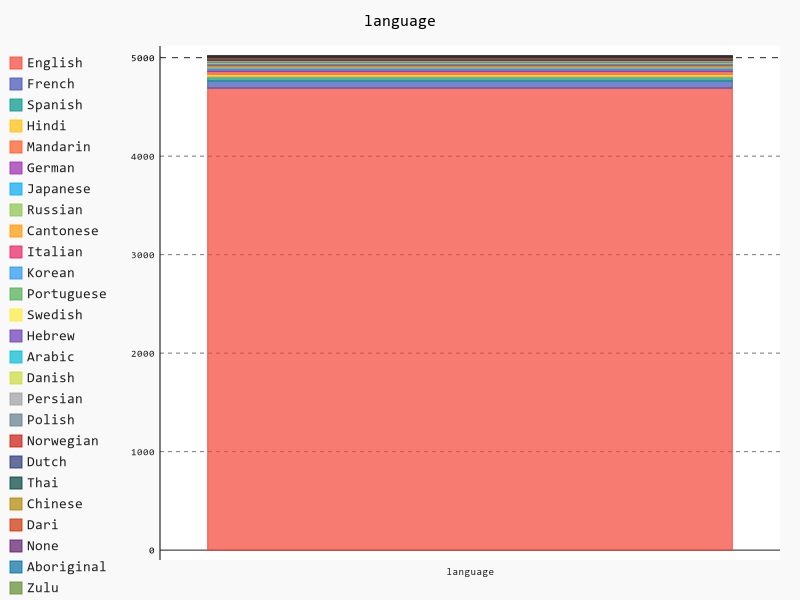 language
English
French
Spanish
Hindi
Mandarin
German
Japanese
Russian
Cantonese
Italian
Korean
Portuguese
Swedish
Hebrew
Arabic
Danish
Persian
Polish
Norwegian
Dutch
Thai
Chinese
Dari
None
Aboriginal
Zulu
5000
4000
3000
2000
1000
0
language